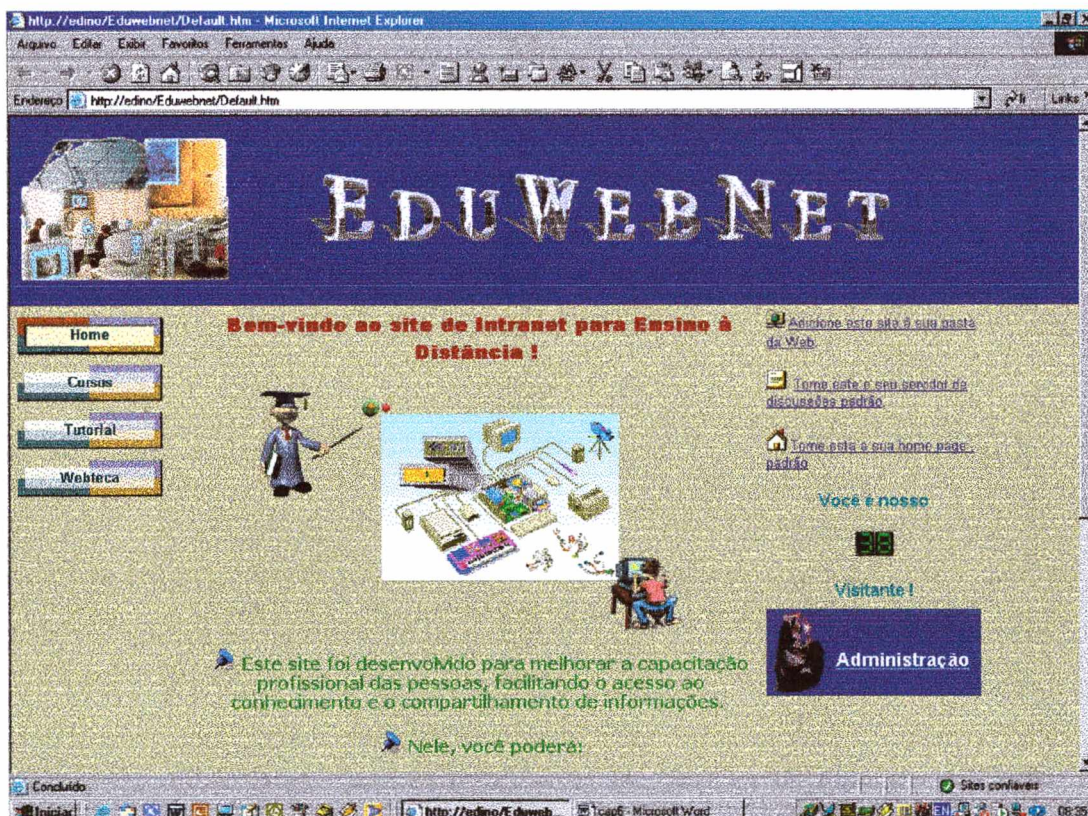 http://edino/Eduwebnet/Default.htm - Microsoft Internet Explorer
Arquivo Editar Exibir Favoritos Ferramentas Ajuda
Endereço http://edino/Eduwebnet/Default.htm Ir Links
EDUWEBNET
Home
Cursos
Tutorial
Webteca
Bem-vindo ao site de Intranet para Ensino à
Distância !
Adicione este site à sua pasta
da Web
Torne este o seu servidor de
discussões padrão
Torne esta a sua home page
padrão
Você é nosso
38
Visitante !
Administração
Este site foi desenvolvido para melhorar a capacitação
profissional das pessoas, facilitando o acesso ao
conhecimento e o compartilhamento de informações.
Nele, você poderá:
Concluído Sites confiáveis
Iniciar http://edino/Eduweb... cap6 - Microsoft Word EN